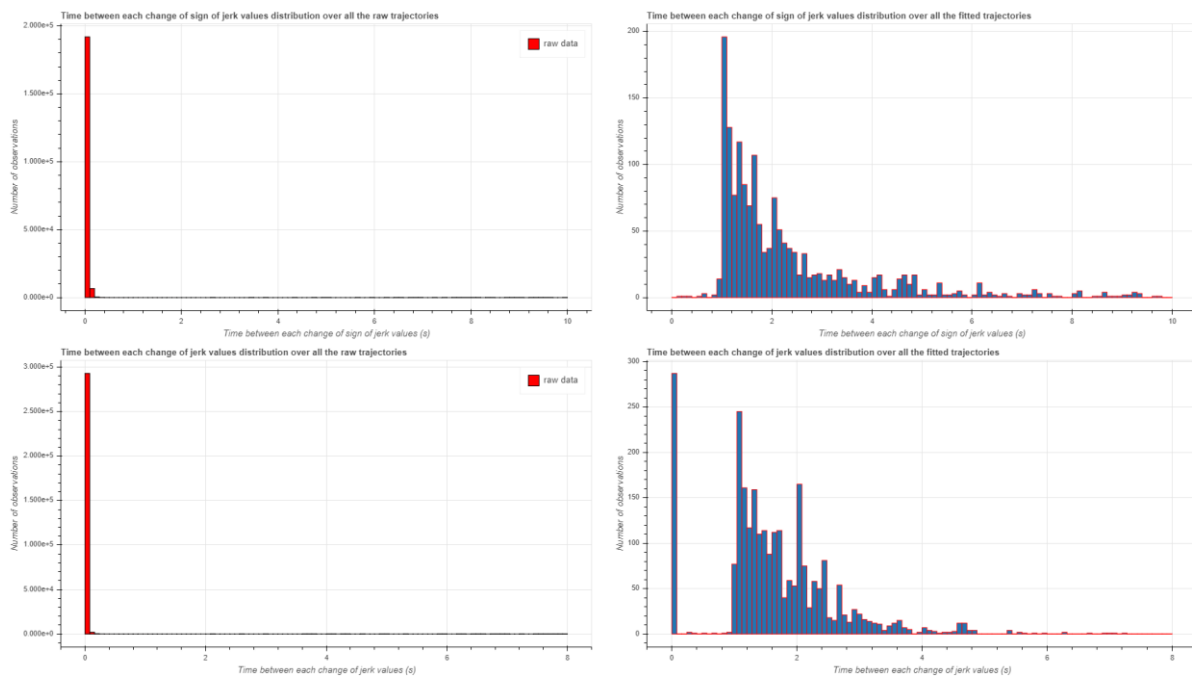 Time between each change of sign of jerk values distribution over all the raw trajectories
2.000e+5
1.500e+5
1.000e+5
5.000e+4
0.000e+0
Number of observations
raw data
0 2 4 6 8 10
Time between each change of sign of jerk values (s)
Time between each change of sign of jerk values distribution over all the fitted trajectories
200
150
100
50
0
Number of observations
0 2 4 6 8 10
Time between each change of sign of jerk values (s)
Time between each change of jerk values distribution over all the raw trajectories
3.000e+5
2.500e+5
2.000e+5
1.500e+5
1.000e+5
5.000e+4
0.000e+0
Number of observations
raw data
0 2 4 6 8
Time between each change of jerk values (s)
Time between each change of jerk values distribution over all the fitted trajectories
300
250
200
150
100
50
0
Number of observations
0 2 4 6 8
Time between each change of jerk values (s)